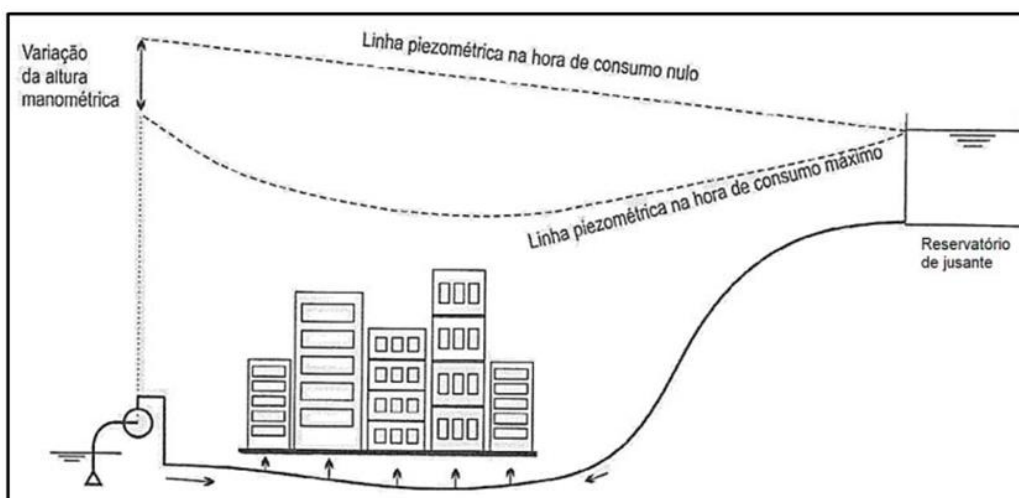 Variação
da altura
manométrica
Linha piezométrica na hora de consumo nulo
Linha piezométrica na hora de consumo máximo
Reservatório
de jusante